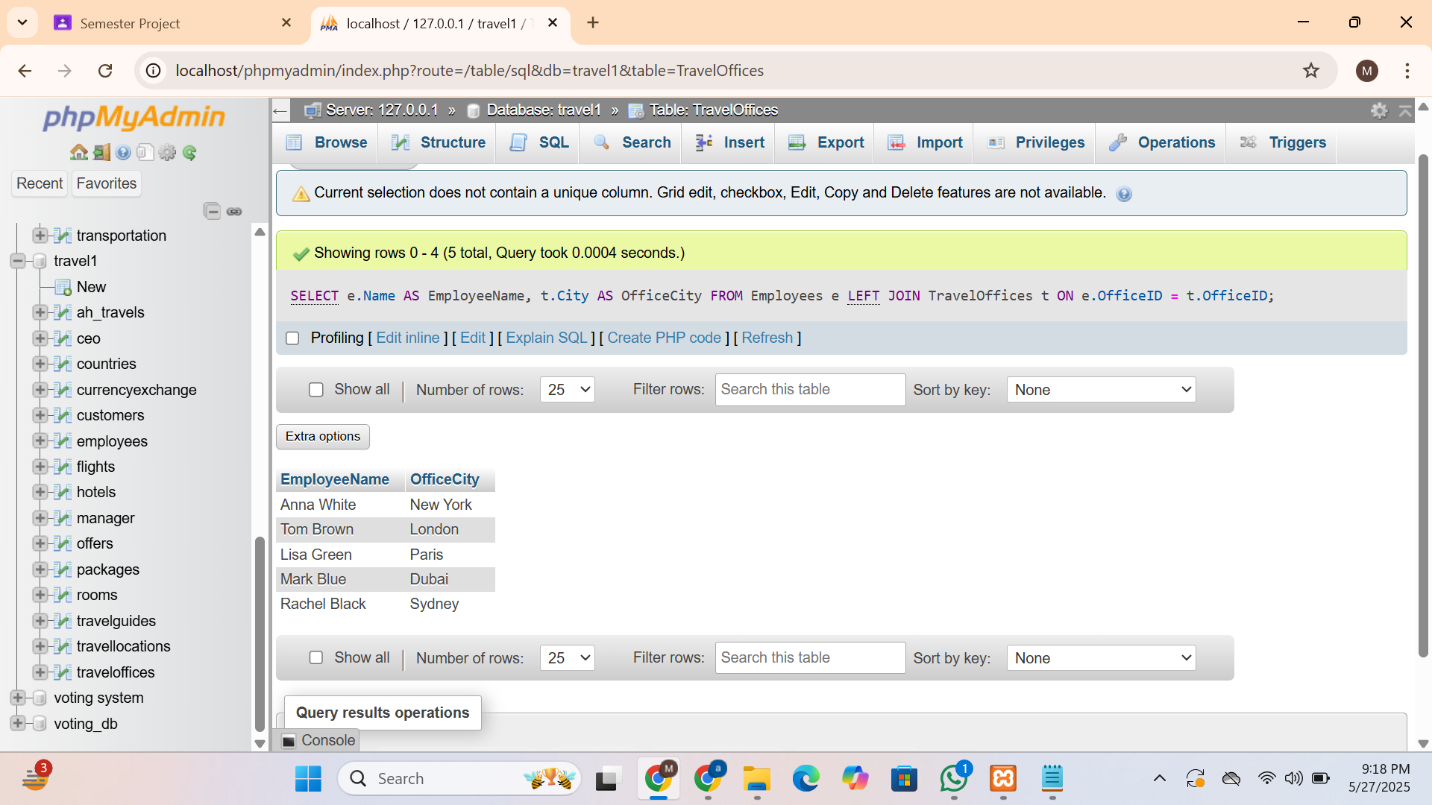 Semester Project
localhost / 127.0.0.1 / travel1 / T
localhost/phpmyadmin/index.php?route=/table/sql&db=travel1&table=TravelOffices
M
phpMyAdmin
Recent Favorites
transportation
travel1
New
ah_travels
ceo
countries
currencyexchange
customers
employees
flights
hotels
manager
offers
packages
rooms
travelguides
travellocations
traveloffices
voting system
voting_db
Server: 127.0.0.1 » Database: travel1 » Table: TravelOffices
Browse Structure SQL Search Insert Export Import Privileges Operations Triggers
Current selection does not contain a unique column. Grid edit, checkbox, Edit, Copy and Delete features are not available.
Showing rows 0 - 4 (5 total, Query took 0.0004 seconds.)
SELECT e.Name AS EmployeeName, t.City AS OfficeCity FROM Employees e LEFT JOIN TravelOffices t ON e.OfficeID = t.OfficeID;
Profiling [ Edit inline ] [ Edit ] [ Explain SQL ] [ Create PHP code ] [ Refresh ]
Show all Number of rows: 25 Filter rows: Search this table Sort by key: None
Extra options
EmployeeName OfficeCity
Anna White New York
Tom Brown London
Lisa Green Paris
Mark Blue Dubai
Rachel Black Sydney
Show all Number of rows: 25 Filter rows: Search this table Sort by key: None
Query results operations
Console
3
Search
M
a
1
9:18 PM
5/27/2025